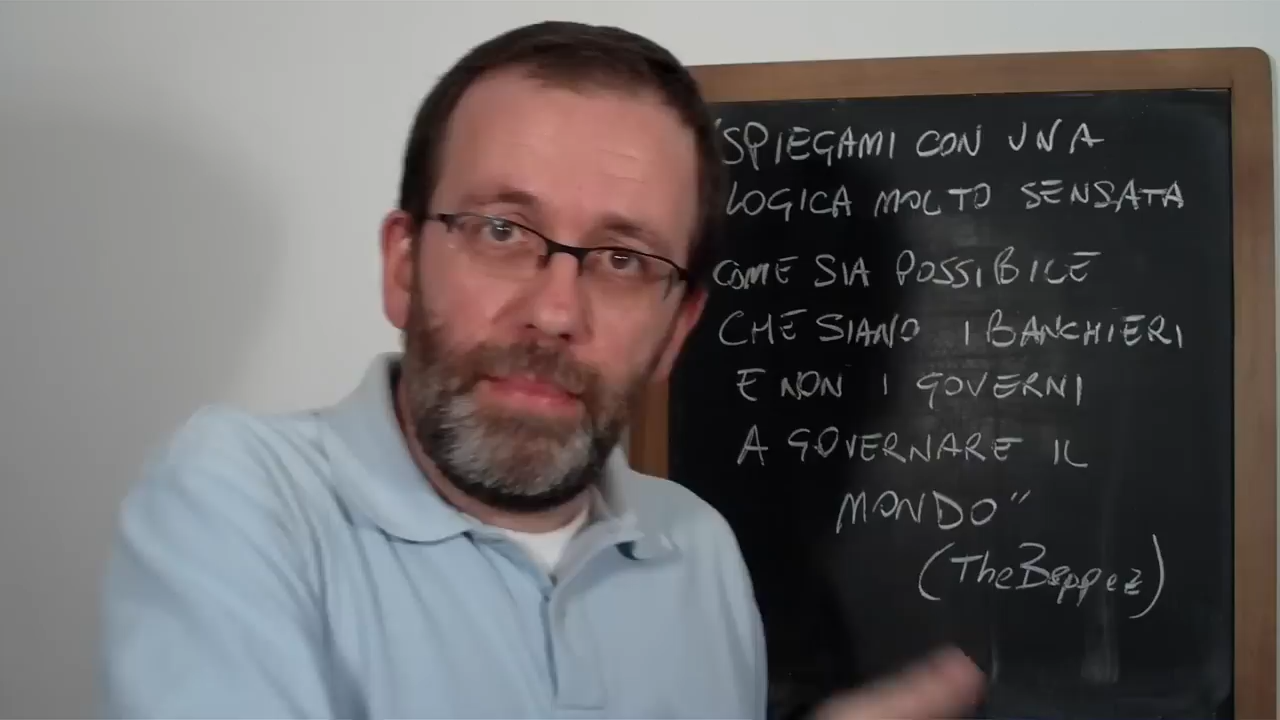 "SPIEGAMI CON UNA
LOGICA MOLTO SENSATA
COME SIA POSSIBILE
CHE SIANO I BANCHIERI
E NON I GOVERNI
A GOVERNARE IL
MONDO"
(TheBeppez)